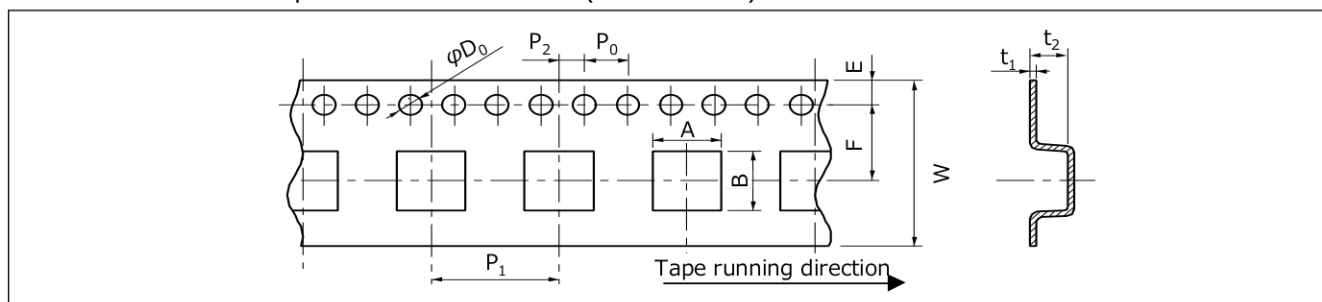 φD₀
P₂
P₀
E
t₁
t₂
A
F
B
W
P₁
Tape running direction